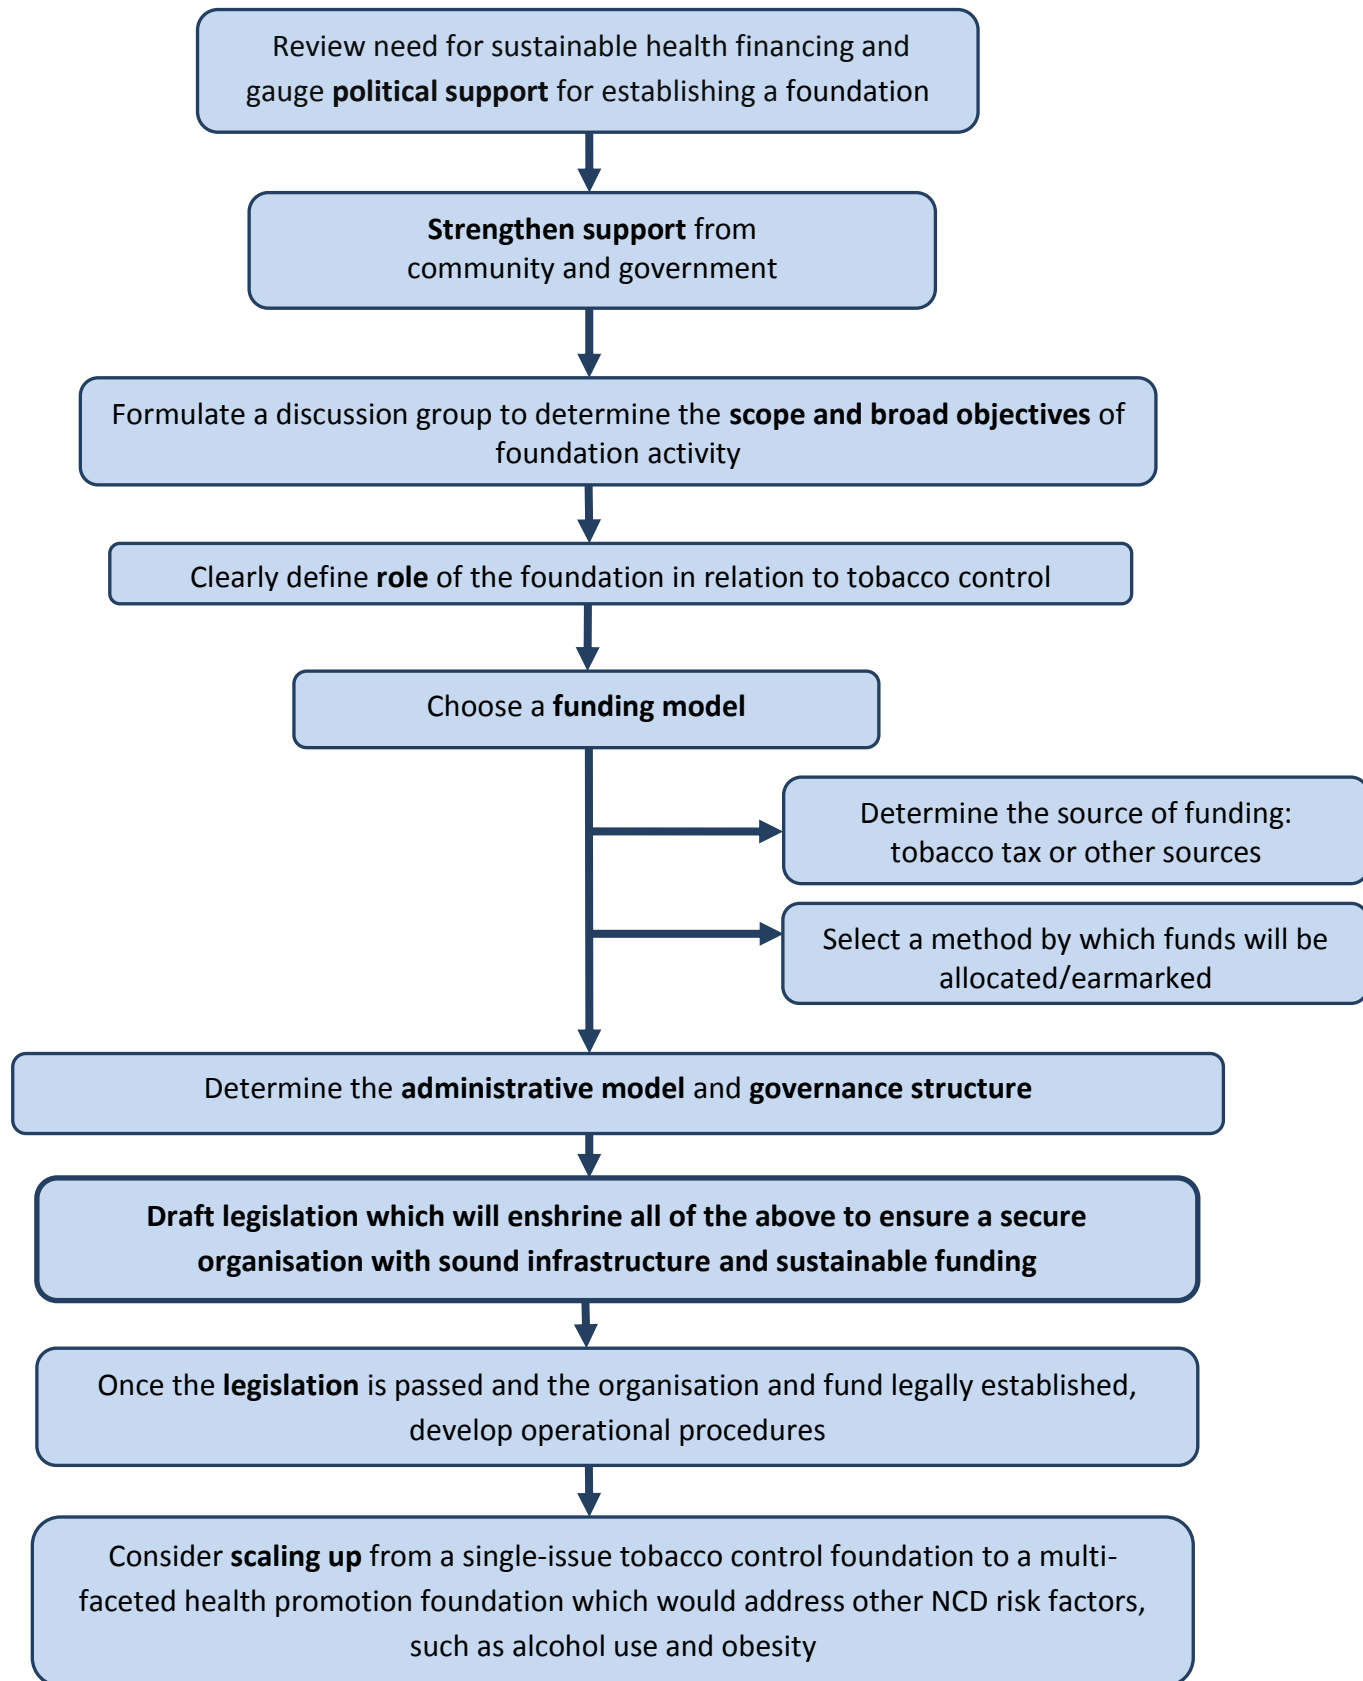 Review need for sustainable health financing and
gauge political support for establishing a foundation
Strengthen support from
community and government
Formulate a discussion group to determine the scope and broad objectives of
foundation activity
Clearly define role of the foundation in relation to tobacco control
Choose a funding model
Determine the source of funding:
tobacco tax or other sources
Select a method by which funds will be
allocated/earmarked
Determine the administrative model and governance structure
Draft legislation which will enshrine all of the above to ensure a secure
organisation with sound infrastructure and sustainable funding
Once the legislation is passed and the organisation and fund legally established,
develop operational procedures
Consider scaling up from a single-issue tobacco control foundation to a multi-
faceted health promotion foundation which would address other NCD risk factors,
such as alcohol use and obesity